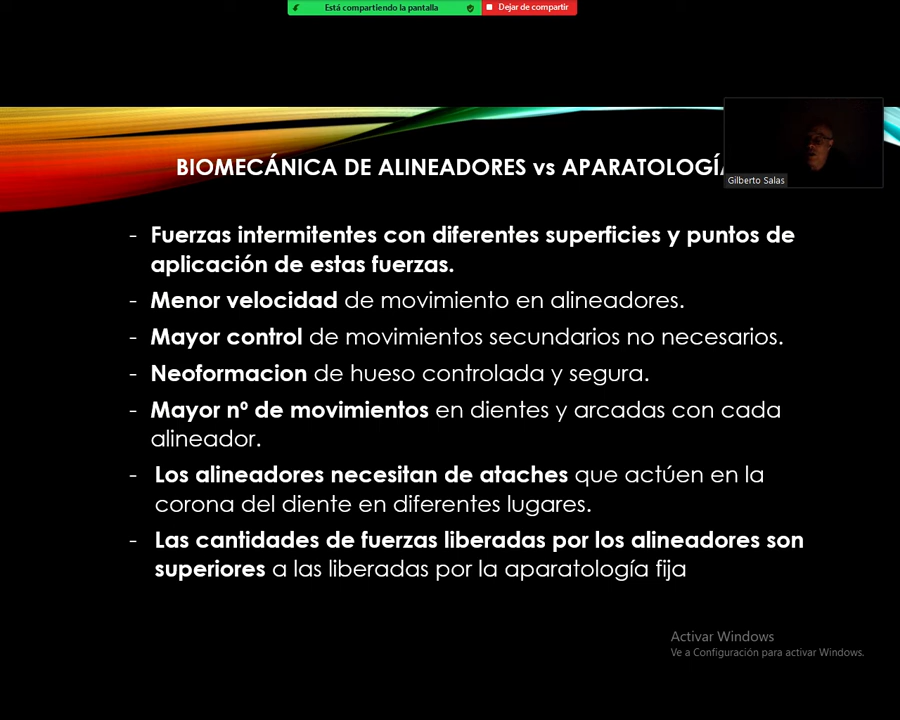 Está compartiendo la pantalla
Dejar de compartir
BIOMECÁNICA DE ALINEADORES vs APARATOLOGÍA
Gilberto Salas
- Fuerzas intermitentes con diferentes superficies y puntos de
aplicación de estas fuerzas.
- Menor velocidad de movimiento en alineadores.
- Mayor control de movimientos secundarios no necesarios.
- Neoformacion de hueso controlada y segura.
- Mayor nº de movimientos en dientes y arcadas con cada
alineador.
- Los alineadores necesitan de ataches que actúen en la
corona del diente en diferentes lugares.
- Las cantidades de fuerzas liberadas por los alineadores son
superiores a las liberadas por la aparatología fija
Activar Windows
Ve a Configuración para activar Windows.